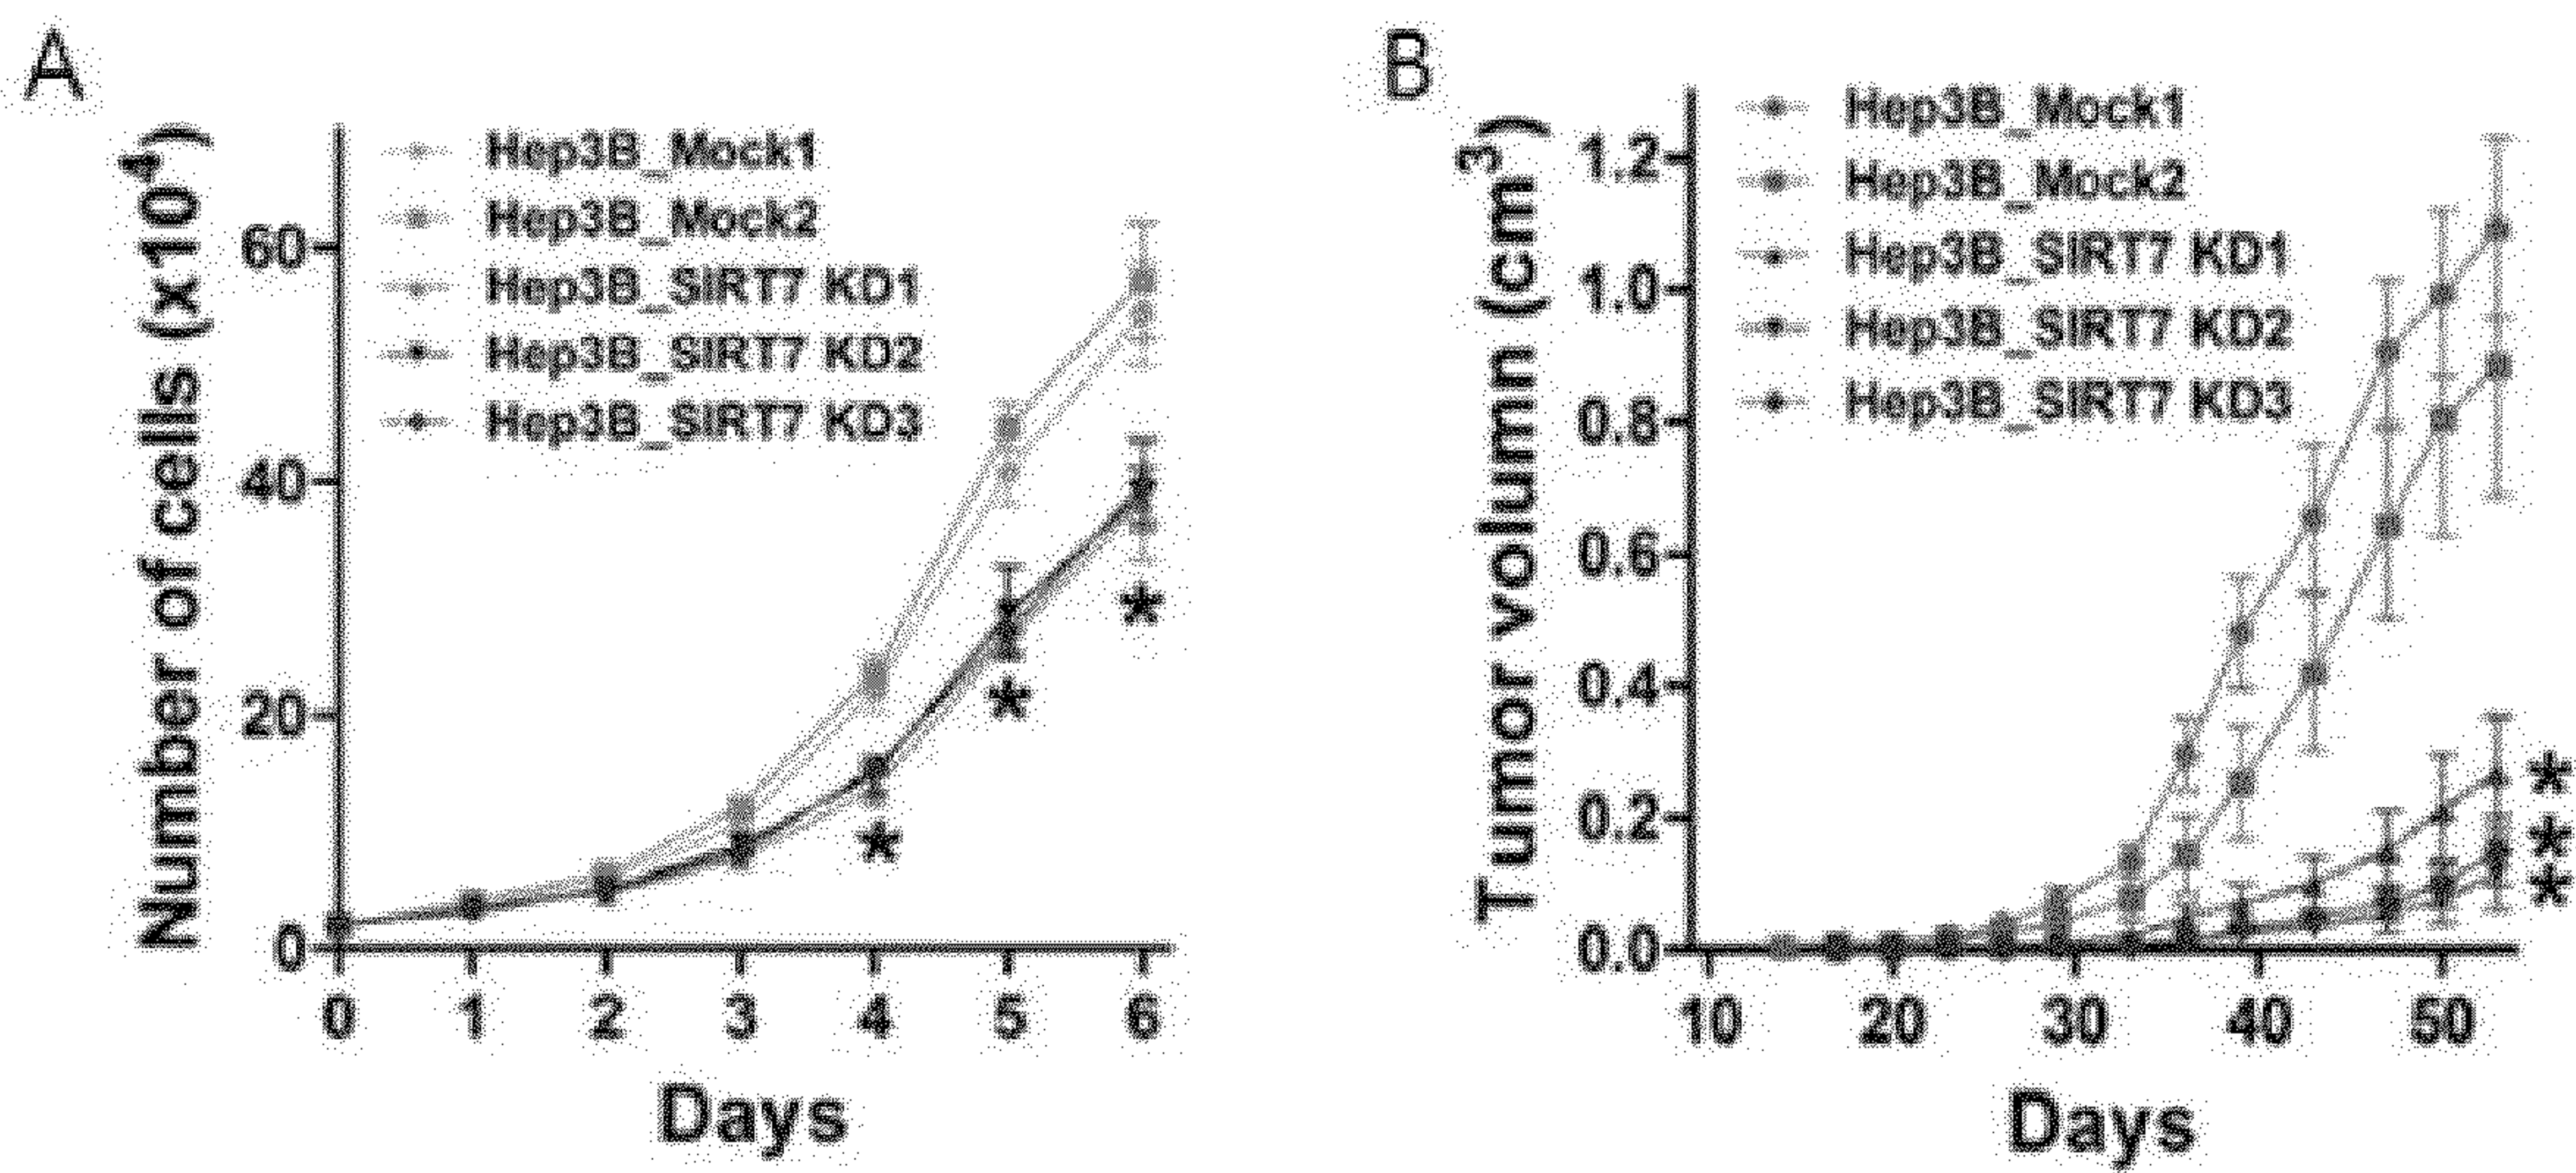 A
Number of cells (x10⁴)
60
40
20
0
Hep3B_Mock1
Hep3B_Mock2
Hep3B_SIRT7 KD1
Hep3B_SIRT7 KD2
Hep3B_SIRT7 KD3
*
*
*
0 1 2 3 4 5 6
Days
B
Tumor volumn (cm³)
1.2
1.0
0.8
0.6
0.4
0.2
0.0
Hep3B_Mock1
Hep3B_Mock2
Hep3B_SIRT7 KD1
Hep3B_SIRT7 KD2
Hep3B_SIRT7 KD3
*
*
*
10 20 30 40 50
Days